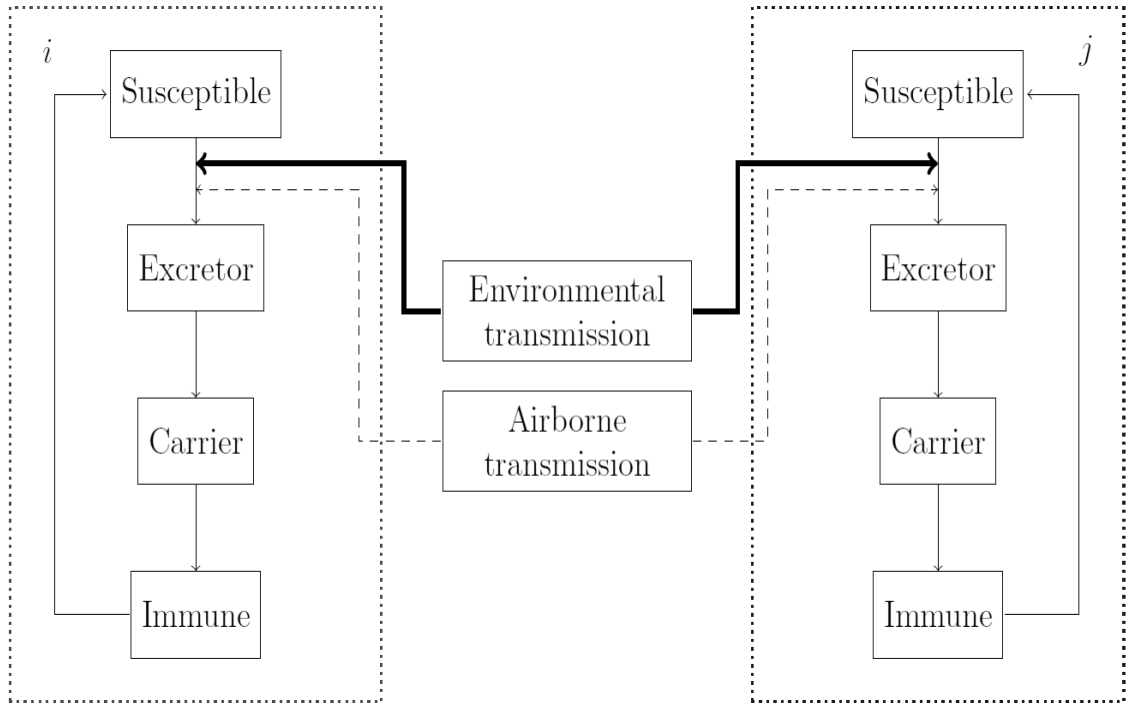 i
Susceptible
Excretor
Carrier
Immune
Environmental
transmission
Airborne
transmission
j
Susceptible
Excretor
Carrier
Immune